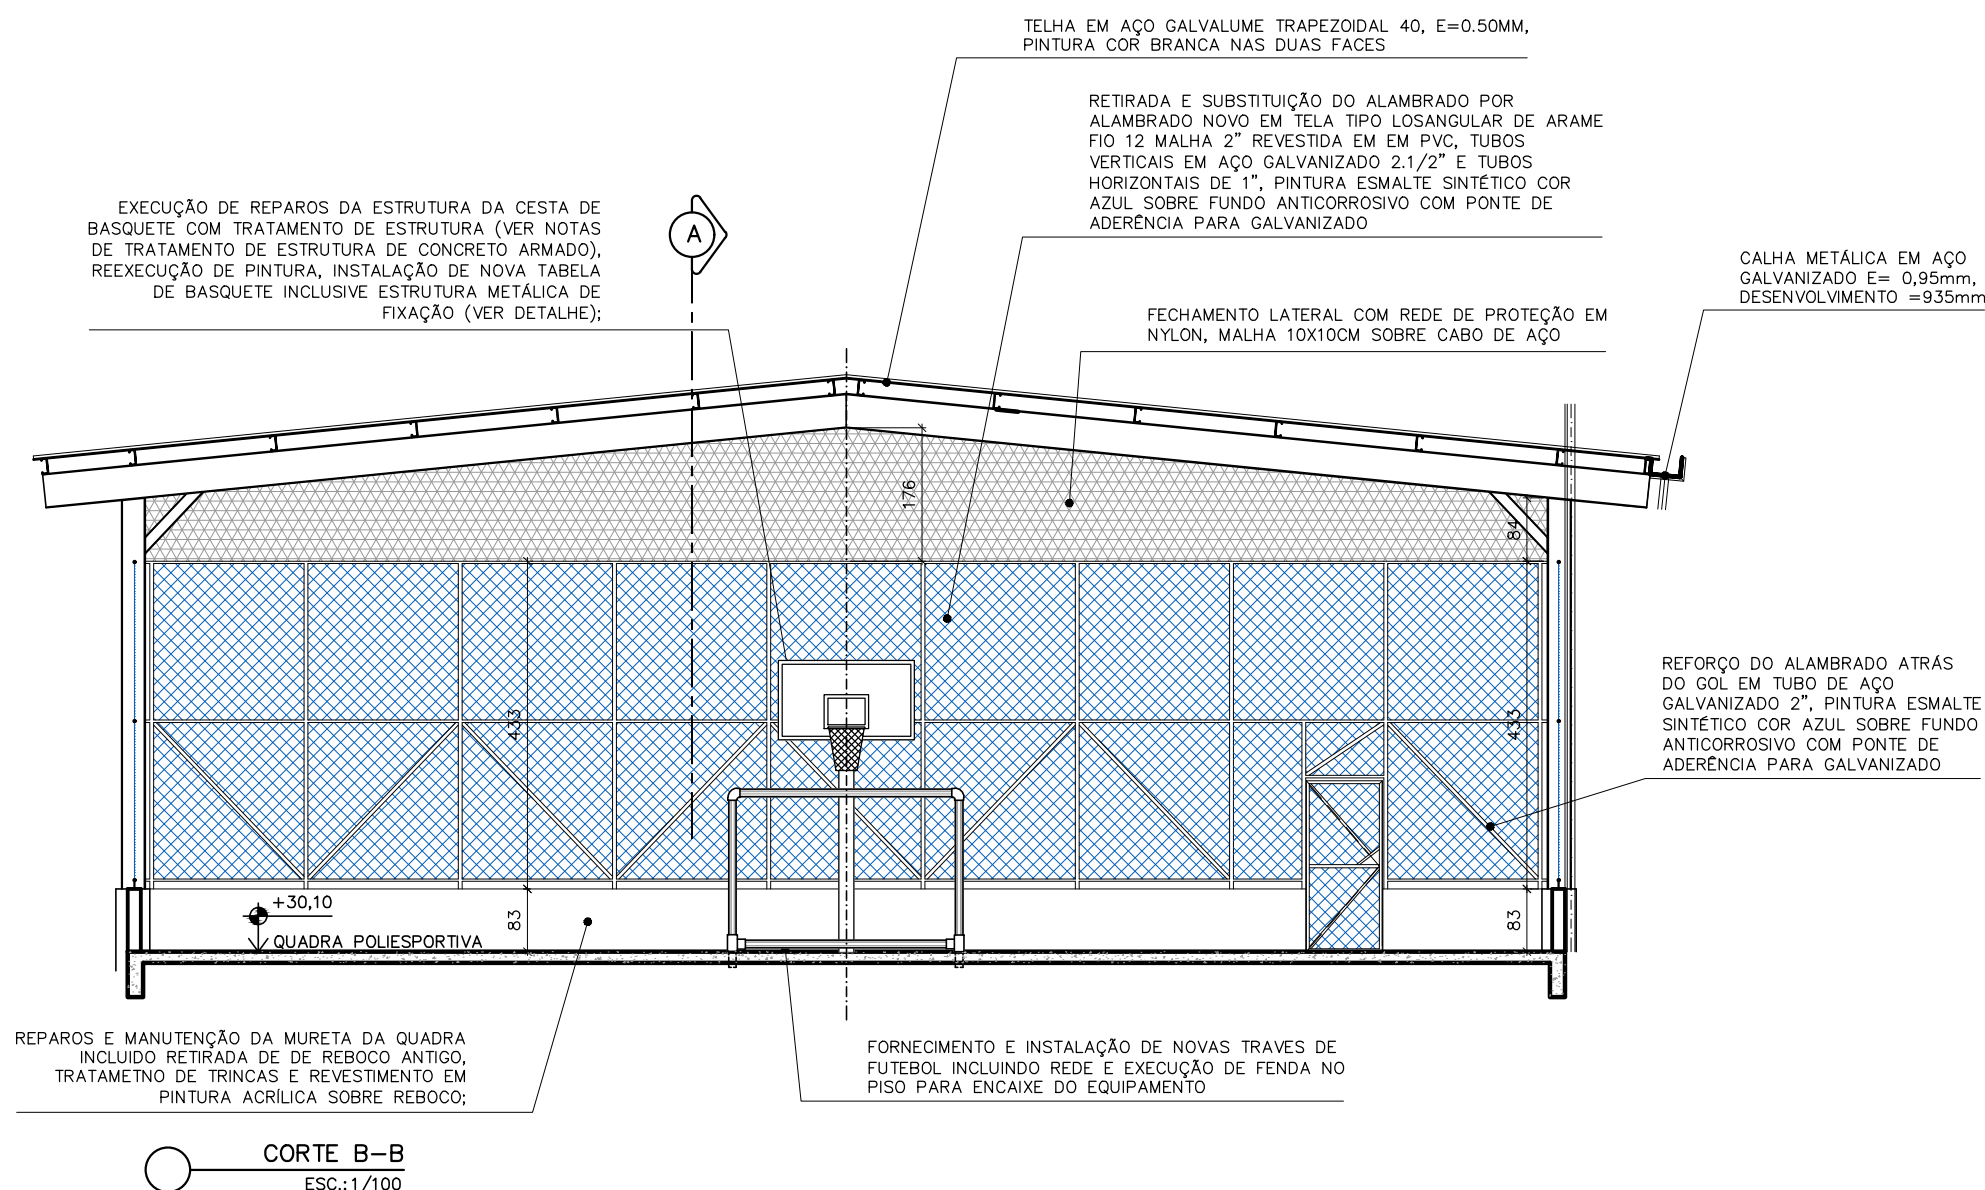 TELHA EM AÇO GALVALUME TRAPEZOIDAL 40, E=0.50MM,
PINTURA COR BRANCA NAS DUAS FACES
RETIRADA E SUBSTITUIÇÃO DO ALAMBRADO POR
ALAMBRADO NOVO EM TELA TIPO LOSANGULAR DE ARAME
FIO 12 MALHA 2" REVESTIDA EM EM PVC, TUBOS
VERTICAIS EM AÇO GALVANIZADO 2.1/2" E TUBOS
HORIZONTAIS DE 1", PINTURA ESMALTE SINTÉTICO COR
AZUL SOBRE FUNDO ANTICORROSIVO COM PONTE DE
ADERÊNCIA PARA GALVANIZADO
EXECUÇÃO DE REPAROS DA ESTRUTURA DA CESTA DE
BASQUETE COM TRATAMENTO DE ESTRUTURA (VER NOTAS
DE TRATAMENTO DE ESTRUTURA DE CONCRETO ARMADO),
REEXECUÇÃO DE PINTURA, INSTALAÇÃO DE NOVA TABELA
DE BASQUETE INCLUSIVE ESTRUTURA METÁLICA DE
FIXAÇÃO (VER DETALHE);
A
CALHA METÁLICA EM AÇO
GALVANIZADO E= 0,95mm,
DESENVOLVIMENTO =935mm
FECHAMENTO LATERAL COM REDE DE PROTEÇÃO EM
NYLON, MALHA 10X10CM SOBRE CABO DE AÇO
176
84
433
433
REFORÇO DO ALAMBRADO ATRÁS
DO GOL EM TUBO DE AÇO
GALVANIZADO 2", PINTURA ESMALTE
SINTÉTICO COR AZUL SOBRE FUNDO
ANTICORROSIVO COM PONTE DE
ADERÊNCIA PARA GALVANIZADO
+30,10
83
83
QUADRA POLIESPORTIVA
REPAROS E MANUTENÇÃO DA MURETA DA QUADRA
INCLUIDO RETIRADA DE DE REBOCO ANTIGO,
TRATAMETNO DE TRINCAS E REVESTIMENTO EM
PINTURA ACRÍLICA SOBRE REBOCO;
FORNECIMENTO E INSTALAÇÃO DE NOVAS TRAVES DE
FUTEBOL INCLUINDO REDE E EXECUÇÃO DE FENDA NO
PISO PARA ENCAIXE DO EQUIPAMENTO
CORTE B-B
ESC.:1/100